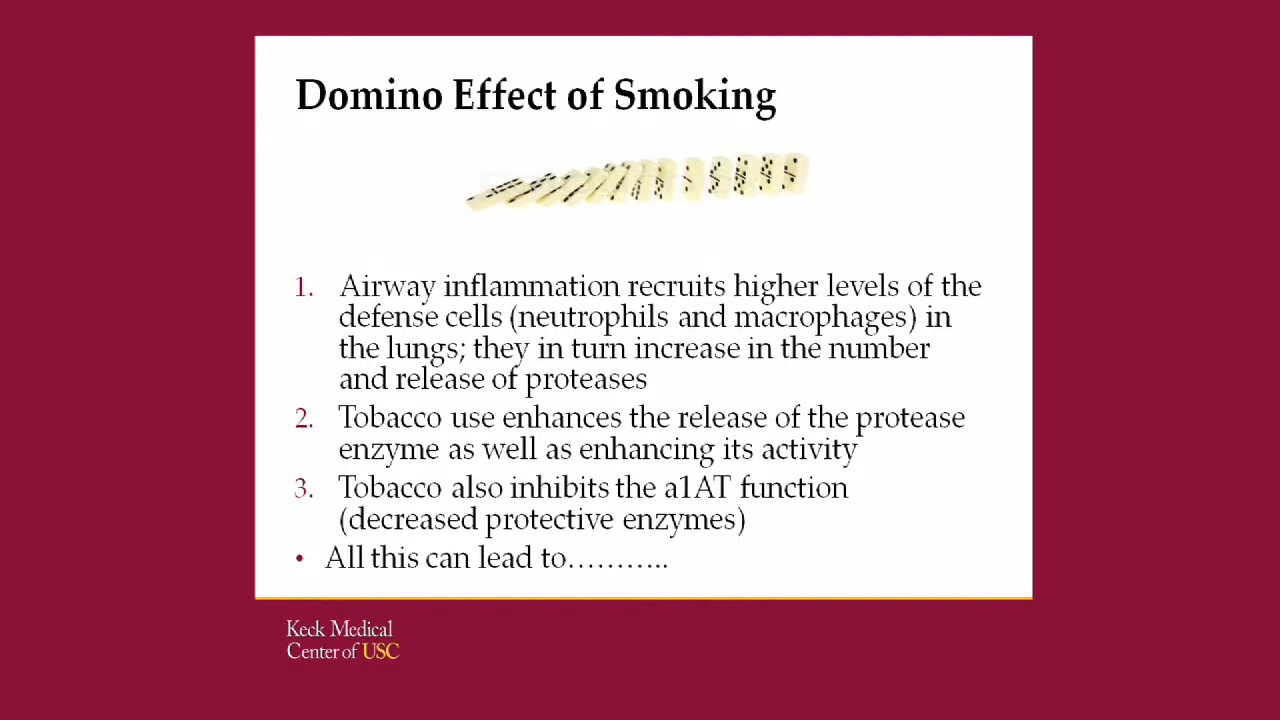 Domino Effect of Smoking
1. Airway inflammation recruits higher levels of the
defense cells (neutrophils and macrophages) in
the lungs; they in turn increase in the number
and release of proteases
2. Tobacco use enhances the release of the protease
enzyme as well as enhancing its activity
3. Tobacco also inhibits the a1AT function
(decreased protective enzymes)
• All this can lead to………..
Keck Medical
Center of USC